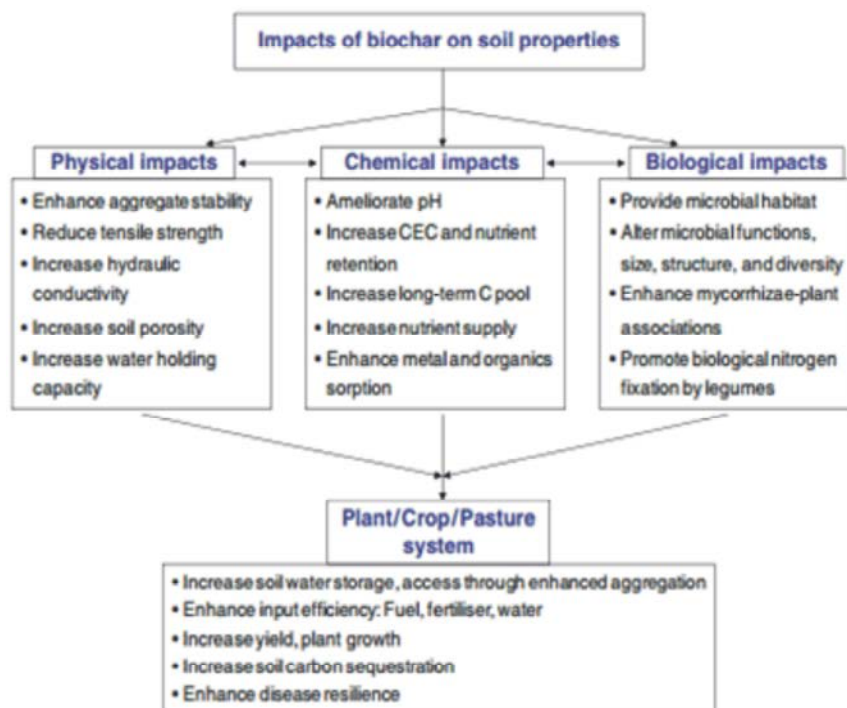 Impacts of biochar on soil properties
Physical impacts
• Enhance aggregate stability
• Reduce tensile strength
• Increase hydraulic
conductivity
• Increase soil porosity
• Increase water holding
capacity
Chemical impacts
• Ameliorate pH
• Increase CEC and nutrient
retention
• Increase long-term C pool
• Increase nutrient supply
• Enhance metal and organics
sorption
Biological impacts
• Provide microbial habitat
• Alter microbial functions,
size, structure, and diversity
• Enhance mycorrhizae-plant
associations
• Promote biological nitrogen
fixation by legumes
Plant/Crop/Pasture
system
• Increase soil water storage, access through enhanced aggregation
• Enhance input efficiency: Fuel, fertiliser, water
• Increase yield, plant growth
• Increase soil carbon sequestration
• Enhance disease resilience